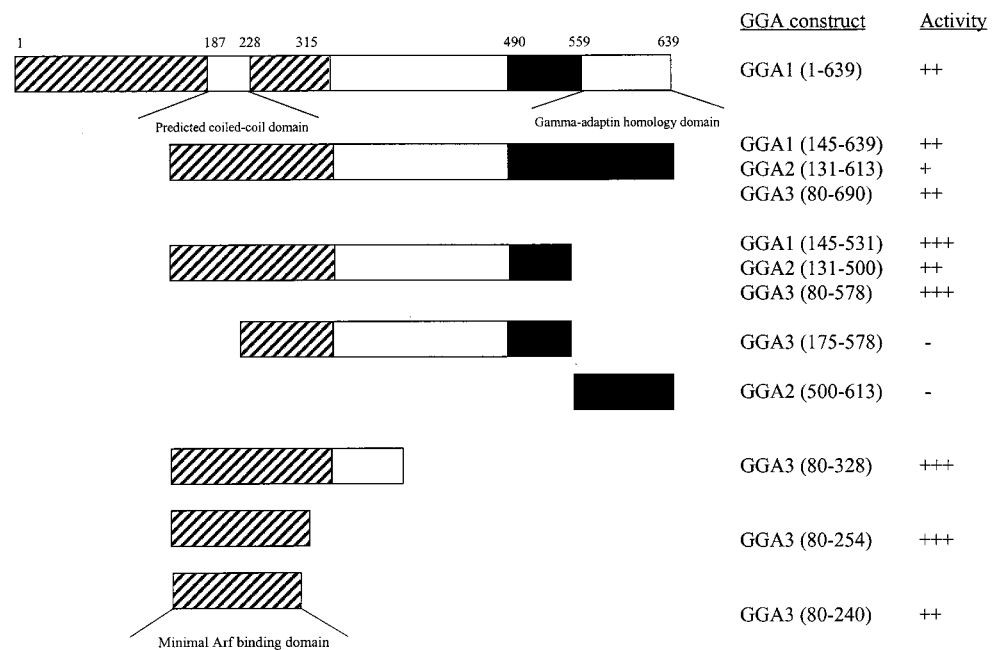 GGA construct Activity
1 187 228 315 490 559 639
GGA1 (1-639) ++
Predicted coiled-coil domain Gamma-adaptin homology domain
GGA1 (145-639) ++
GGA2 (131-613) +
GGA3 (80-690) ++
GGA1 (145-531) +++
GGA2 (131-500) ++
GGA3 (80-578) +++
GGA3 (175-578) -
GGA2 (500-613) -
GGA3 (80-328) +++
GGA3 (80-254) +++
GGA3 (80-240) ++
Minimal Arf binding domain